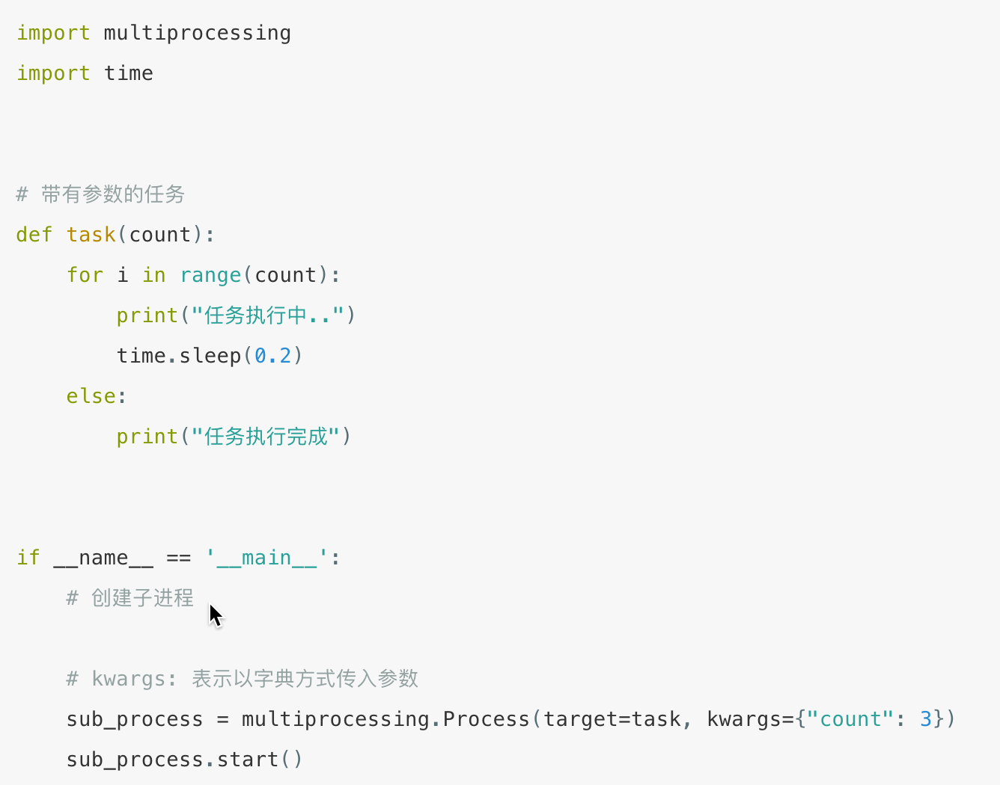 import multiprocessing
import time
# 带有参数的任务
def task(count):
    for i in range(count):
        print("任务执行中..")
        time.sleep(0.2)
    else:
        print("任务执行完成")
if __name__ == '__main__':
    # 创建子进程
    # kwargs: 表示以字典方式传入参数
    sub_process = multiprocessing.Process(target=task, kwargs={"count": 3})
    sub_process.start()